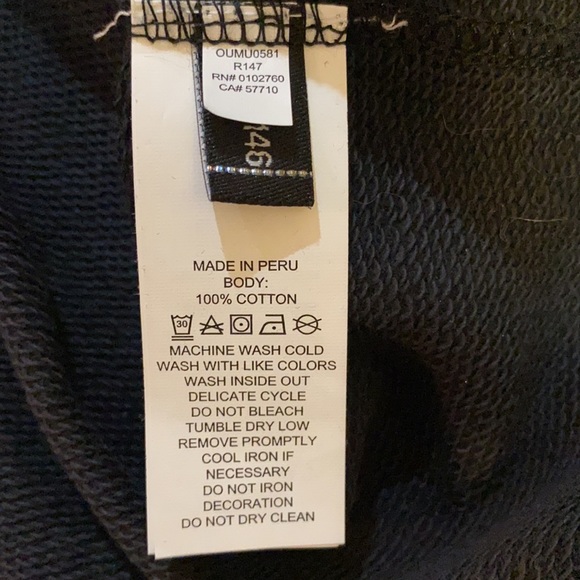 OUMU0581
R147
RN# 0102760
CA# 57710
MADE IN PERU
BODY:
100% COTTON
30
MACHINE WASH COLD
WASH WITH LIKE COLORS
WASH INSIDE OUT
DELICATE CYCLE
DO NOT BLEACH
TUMBLE DRY LOW
REMOVE PROMPTLY
COOL IRON IF
NECESSARY
DO NOT IRON
DECORATION
DO NOT DRY CLEAN